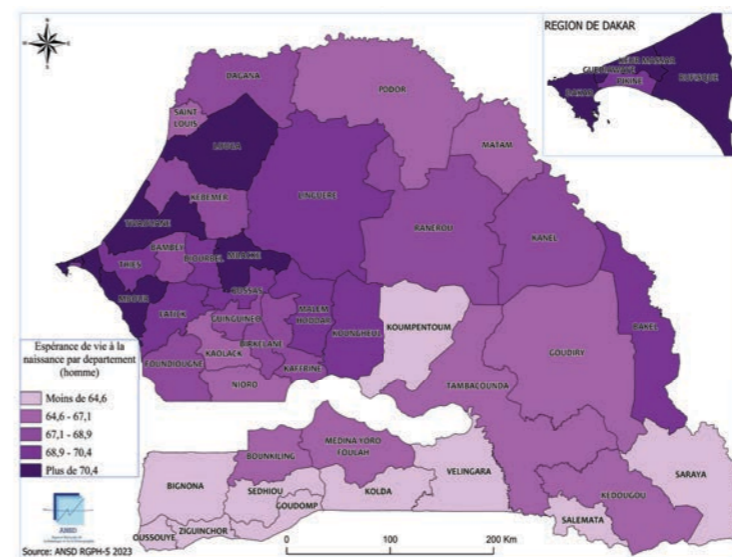 REGION DE DAKAR
KEUR MASSAR
GUEDIAWAYE
PIKINE
RUFISQUE
DAKAR
DAGANA
PODOR
SAINT-
LOUIS
LOUGA
MATAM
LINGUERE
KEBEMER
TIVAOUANE
RANEROU
KANEL
BAMBEY
MBACKE
THIES
DIOURBEL
GOSSAS
MBOUR
BAKEL
FATICK
GUINGUINEO
MALEM
HODDAR
KOUNGHEUL
KOUMPENTOUM
GOUDIRY
BIRKELANE
KAOLACK
FOUNDIOUGNE
KAFFRINE
TAMBACOUNDA
NIORO
Espérance de vie à la
naissance par departement
(homme)
Moins de 64,6
64,6 - 67,1
67,1 - 68,9
68,9 - 70,4
Plus de 70,4
MEDINA YORO
FOULAH
BOUNKILING
VELINGARA
SARAYA
BIGNONA
SEDHIOU
KOLDA
KEDOUGOU
GOUDOMP
SALEMATA
ZIGUINCHOR
OUSSOUYE
ANSD
Source: ANSD RGPH-5 2023
0 100 200 Km